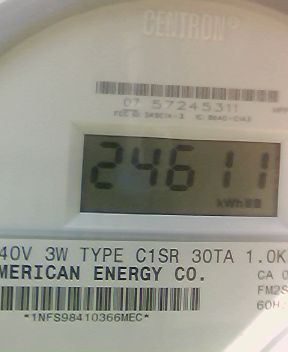 CENTRON®
07 57245311
24611
kWh
40V 3W TYPE C1SR 30TA 1.0K
MERICAN ENERGY CO.
CA 0
FM2S
60H
*1NFS98410366MEC*